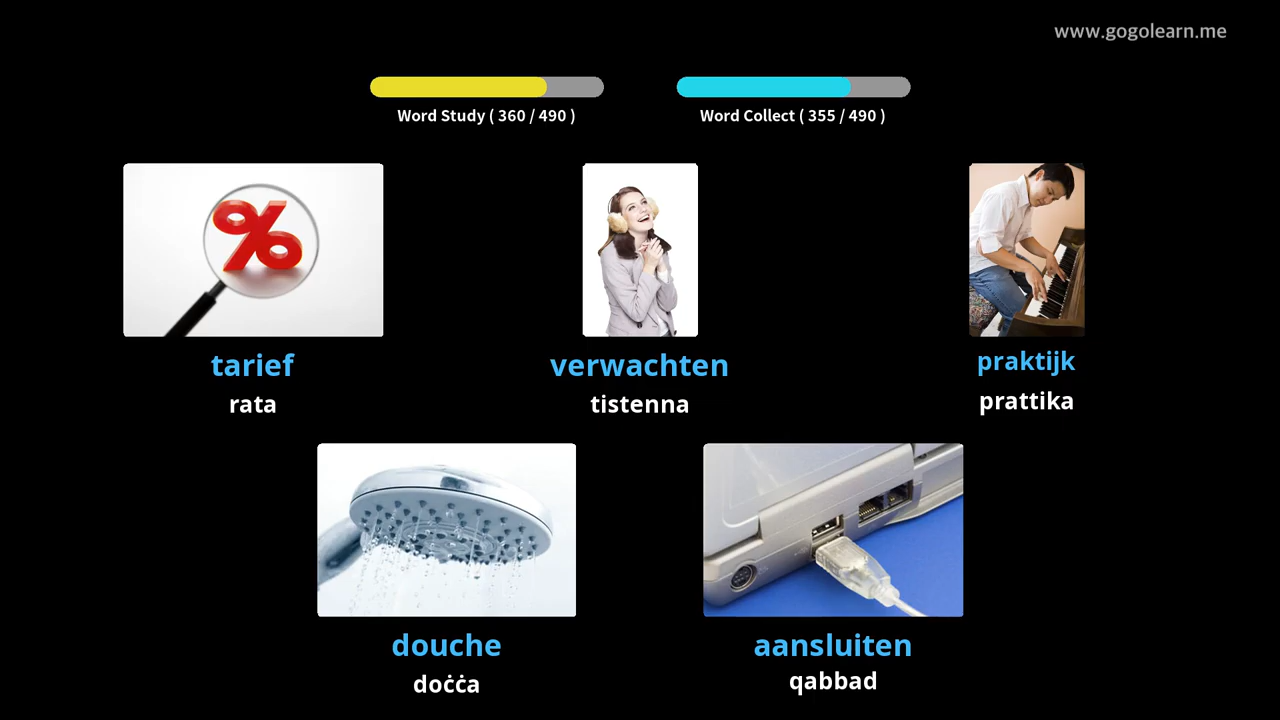 www.gogolearn.me
Word Study ( 360 / 490 )
Word Collect ( 355 / 490 )
tarief
rata
verwachten
tistenna
praktijk
prattika
douche
doċċa
aansluiten
qabbad